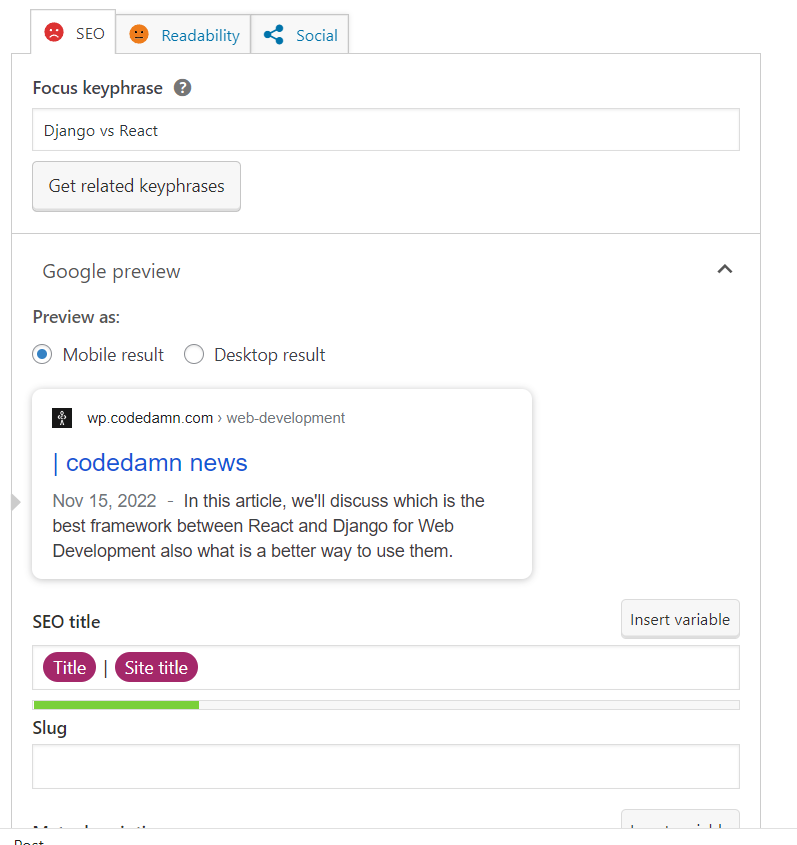 SEO Readability Social
Focus keyphrase ?
Django vs React
Get related keyphrases
Google preview
Preview as:
Mobile result Desktop result
wp.codedamn.com › web-development
| codedamn news
Nov 15, 2022 - In this article, we'll discuss which is the
best framework between React and Django for Web
Development also what is a better way to use them.
SEO title Insert variable
Title | Site title
Slug
Post